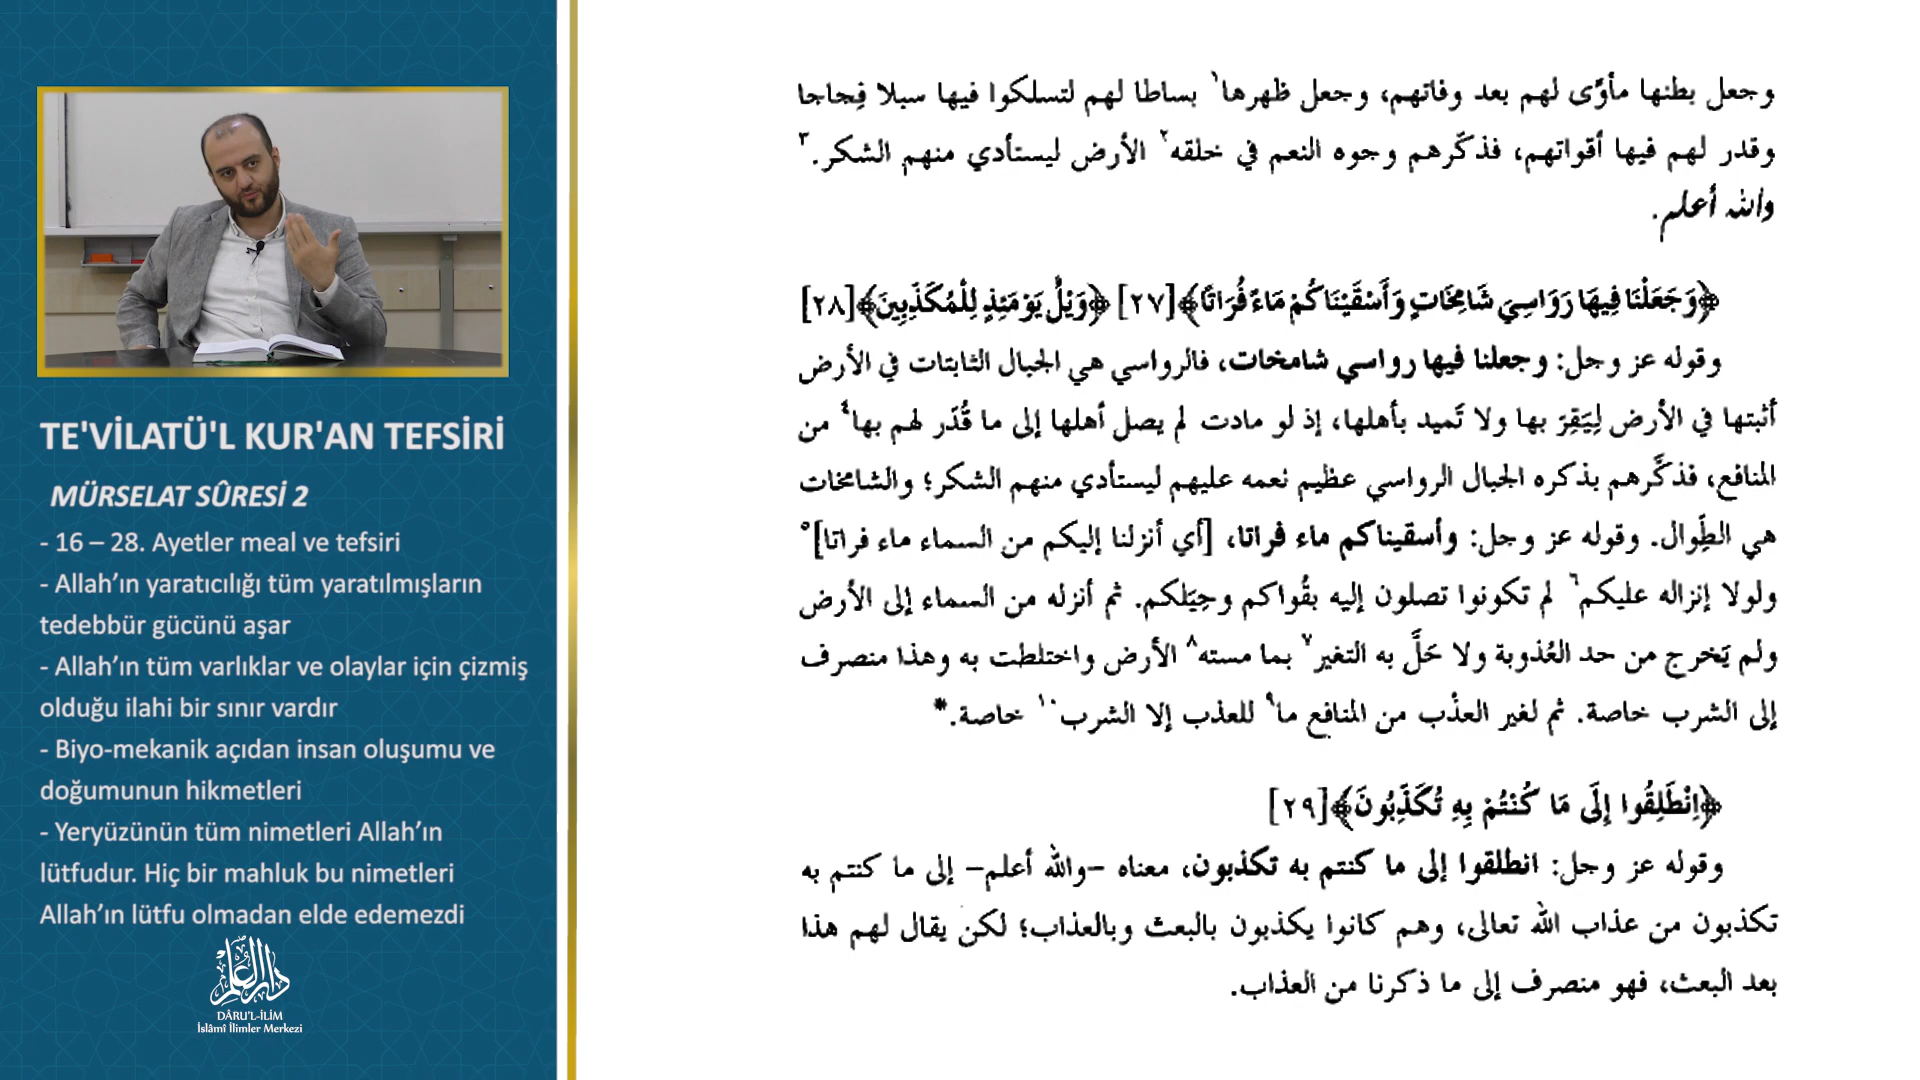 TE'VİLATÜ'L KUR'AN TEFSİRİ
MÜRSELAT SÛRESİ 2
- 16 – 28. Ayetler meal ve tefsiri
- Allah’ın yaratıcılığı tüm yaratılmışların
tedebbür gücünü aşar
- Allah’ın tüm varlıklar ve olaylar için çizmiş
olduğu ilahi bir sınır vardır
- Biyo-mekanik açıdan insan oluşumu ve
doğumunun hikmetleri
- Yeryüzünün tüm nimetleri Allah’ın
lütfudur. Hiç bir mahluk bu nimetleri
Allah’ın lütfu olmadan elde edemezdi
دار العلم
DÂRU'L-İLİM
İslâmî İlimler Merkezi
وجعل بطنها مأوًى لهم بعد وفاتهم، وجعل ظهرها١ بساطا لهم لتسلكوا فيها سبلا فِجاجا
وقدر لهم فيها أقواتهم، فذكّرهم وجوه النعم في خلقه٢ الأرض ليستأدي منهم الشكر.٣
والله أعلم.
﴿وَجَعَلْنَا فِيهَا رَوَاسِيَ شَامِخَاتٍ وَأَسْقَيْنَاكُمْ مَاءً فُرَاتًا﴾[٢٧] ﴿وَيْلٌ يَوْمَئِذٍ لِلْمُكَذِّبِينَ﴾[٢٨]
وقوله عز وجل: وجعلنا فيها رواسي شامخات، فالرواسي هي الجبال الثابتات في الأرض
أثبتها في الأرض لِيَقِرَ بها ولا تَميد بأهلها، إذ لو مادت لم يصل أهلها إلى ما قُدّر لهم بها٤ من
المنافع، فذكَّرهم بذكره الجبال الرواسي عظيم نعمه عليهم ليستأدي منهم الشكر؛ والشامخات
هي الطِّوال. وقوله عز وجل: وأسقيناكم ماء فراتا، [أي أنزلنا إليكم من السماء ماء فراتا]٥
ولولا إنزاله عليكم٦ لم تكونوا تصلون إليه بقُواكم وحِيَلكم. ثم أنزله من السماء إلى الأرض
ولم يَخرج من حد العُذوبة ولا حَلَّ به التغير٧ بما مسته٨ الأرض واختلطت به وهذا منصرف
إلى الشرب خاصة. ثم لغير العذْب من المنافع ما٩ للعذب إلا الشرب١٠ خاصة.*
﴿اِنْطَلِقُوا إِلَى مَا كُنْتُمْ بِهِ تُكَذِّبُونَ﴾[٢٩]
وقوله عز وجل: انطلقوا إلى ما كنتم به تكذبون، معناه –والله أعلم– إلى ما كنتم به
تكذبون من عذاب الله تعالى، وهم كانوا يكذبون بالبعث وبالعذاب؛ لكن يقال لهم هذا
بعد البعث، فهو منصرف إلى ما ذكرنا من العذاب.